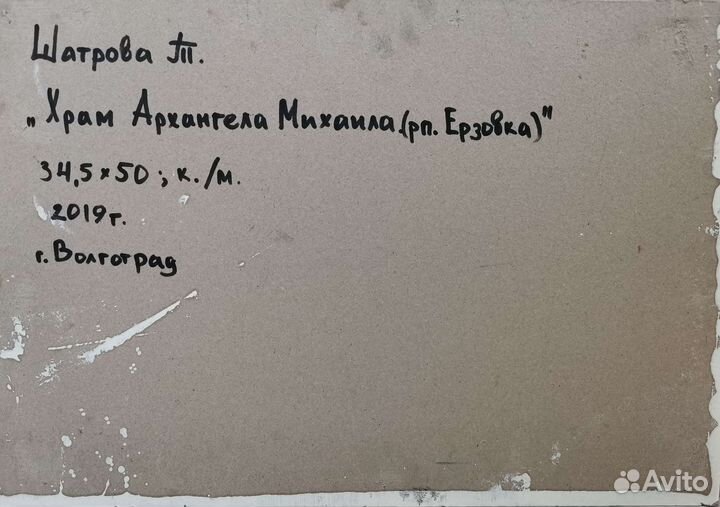 Шатрова Т.
„Храм Архангела Михаила (рп. Ерзовка)"
34,5×50; к./м.
2019г.
г. Волгоград
Avito